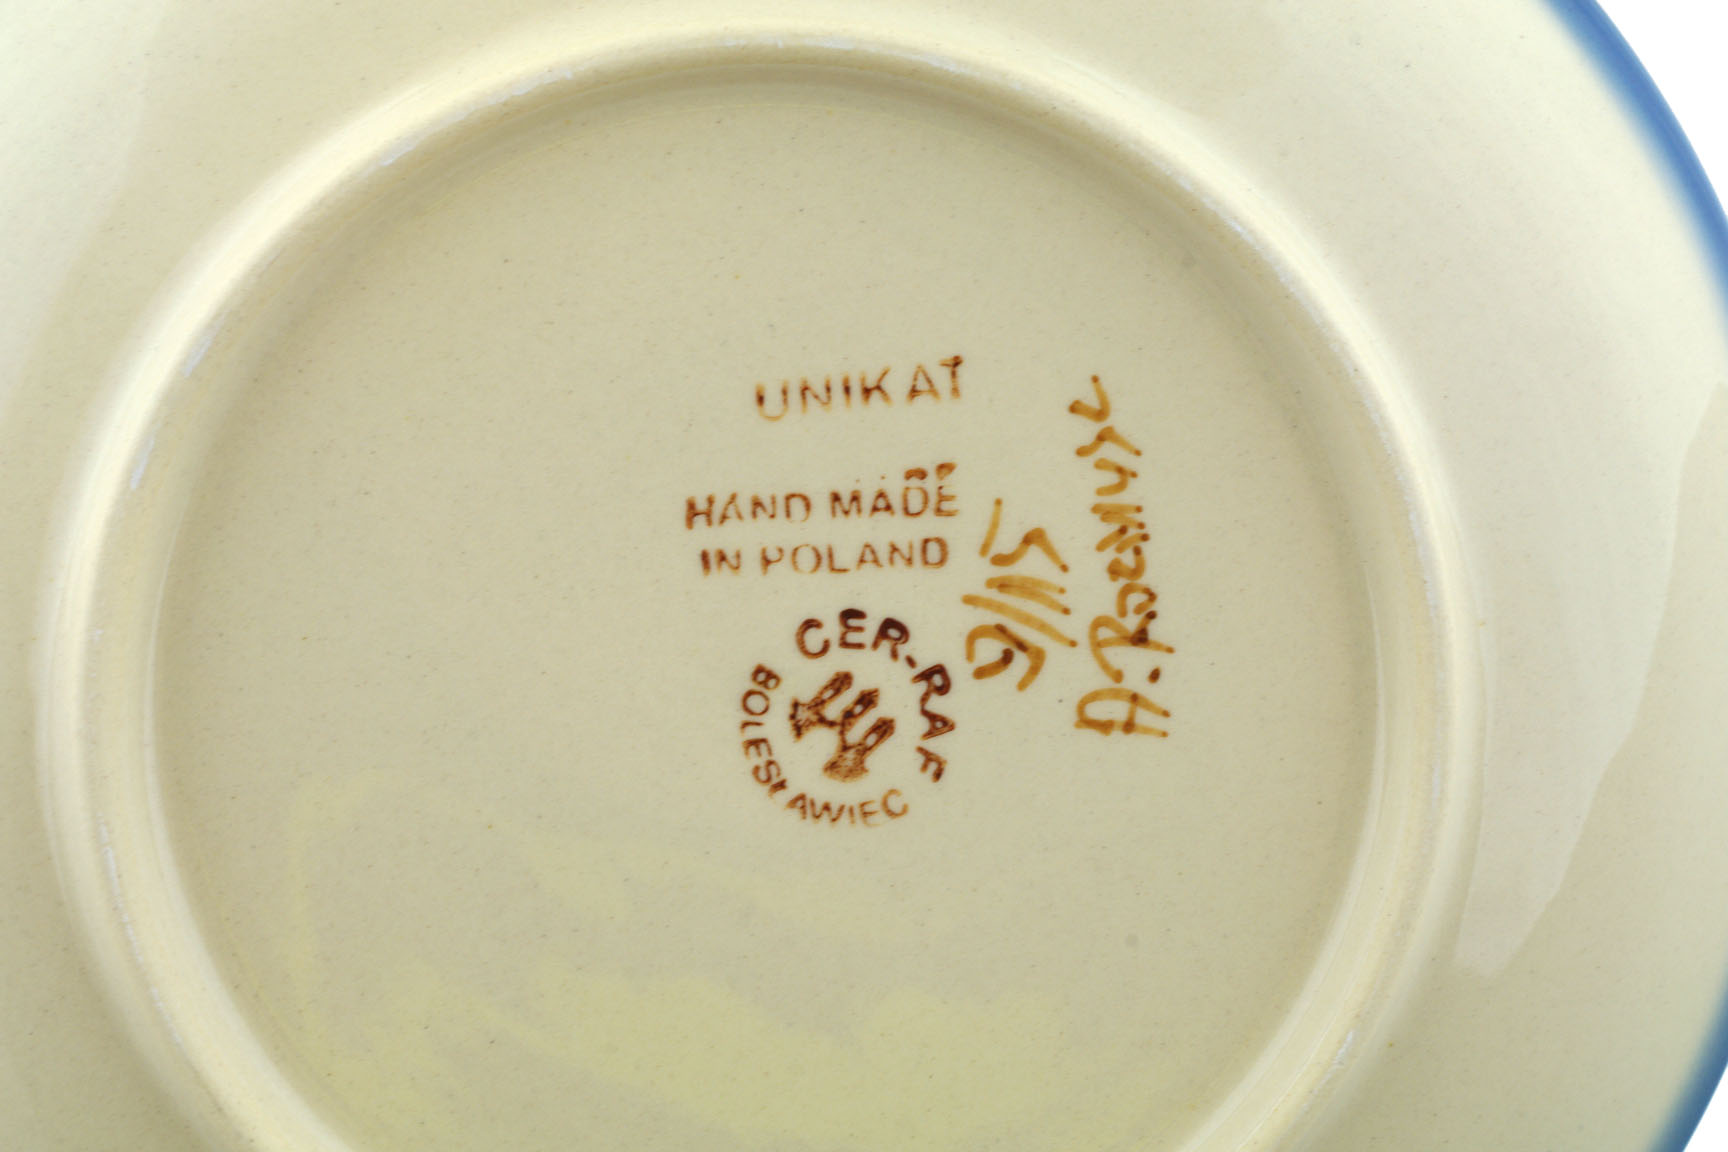 UNIKAT
HAND MADE
IN POLAND
CER-RAF
BOLESŁAWIEC